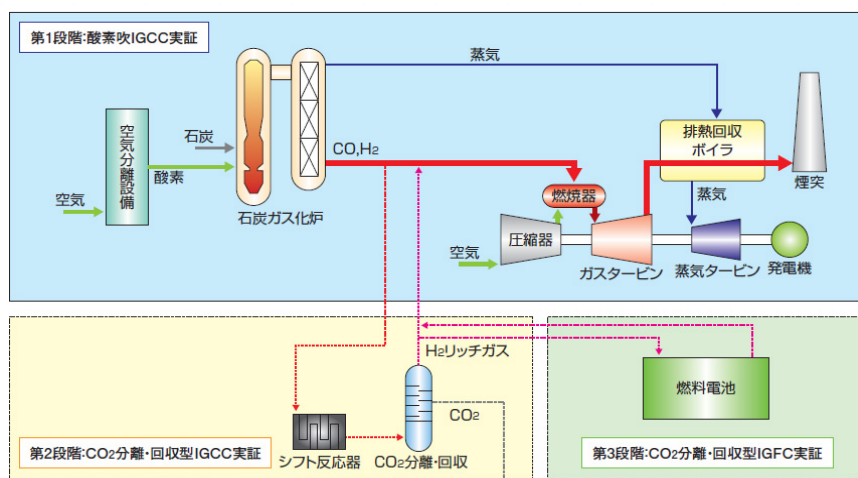 第1段階:酸素吹IGCC実証
蒸気
空気分離設備
石炭
酸素
空気
CO,H2
石炭ガス化炉
排熱回収
ボイラ
煙突
燃焼器
蒸気
圧縮器
空気
ガスタービン
蒸気タービン
発電機
H2リッチガス
CO2
シフト反応器
CO2分離・回収
第2段階:CO2分離・回収型IGCC実証
燃料電池
第3段階:CO2分離・回収型IGFC実証